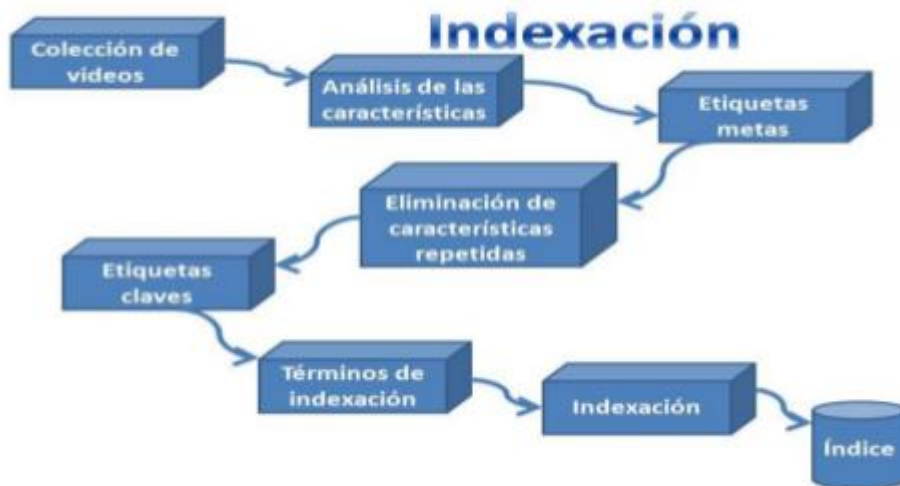 Indexación
Colección de
videos
Análisis de las
características
Etiquetas
metas
Eliminación de
características
repetidas
Etiquetas
claves
Términos de
indexación
Indexación
Índice